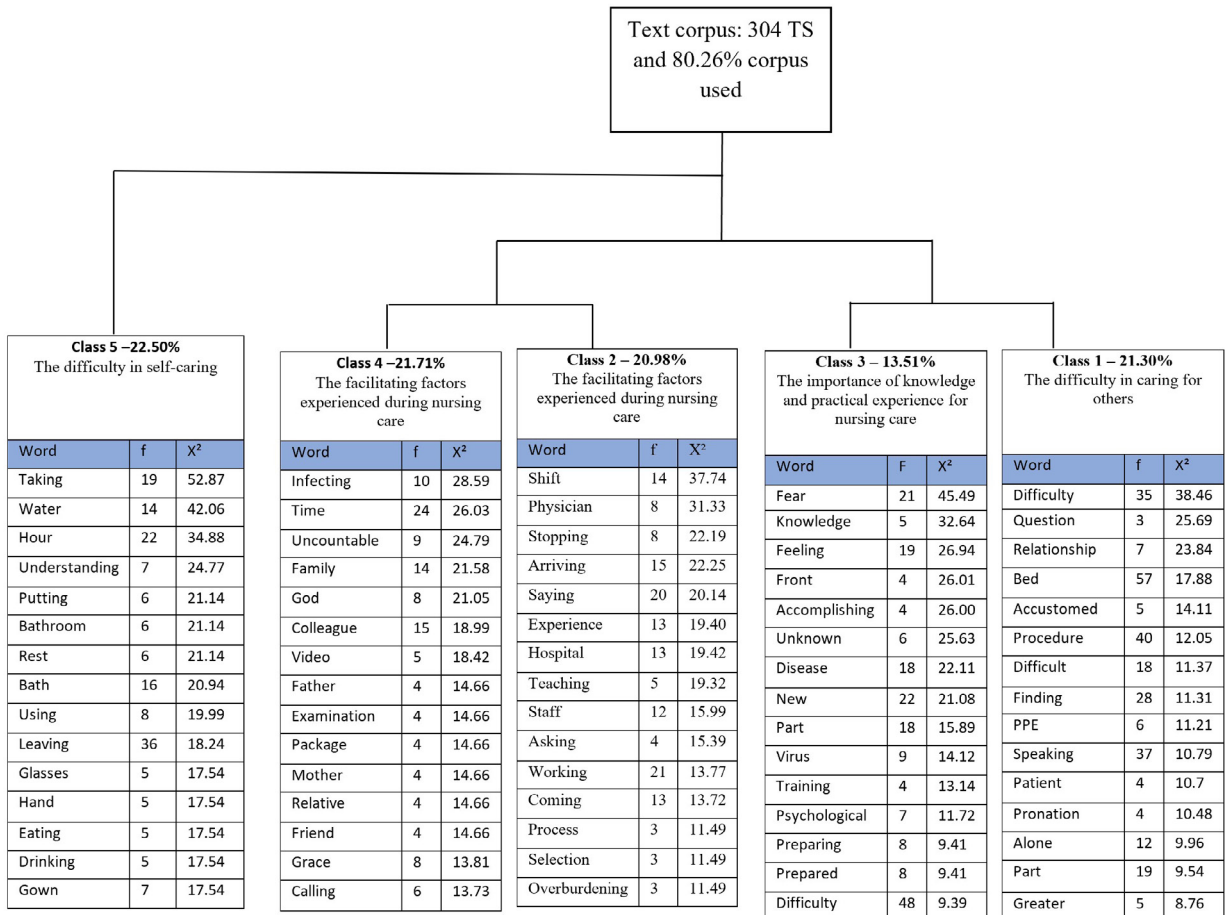 Text corpus: 304 TS
and 80.26% corpus
used
Class 5 –22.50%
The difficulty in self-caring
Word f X²
Taking 19 52.87
Water 14 42.06
Hour 22 34.88
Understanding 7 24.77
Putting 6 21.14
Bathroom 6 21.14
Rest 6 21.14
Bath 16 20.94
Using 8 19.99
Leaving 36 18.24
Glasses 5 17.54
Hand 5 17.54
Eating 5 17.54
Drinking 5 17.54
Gown 7 17.54
Class 4 –21.71%
The facilitating factors
experienced during nursing
care
Word f X²
Infecting 10 28.59
Time 24 26.03
Uncountable 9 24.79
Family 14 21.58
God 8 21.05
Colleague 15 18.99
Video 5 18.42
Father 4 14.66
Examination 4 14.66
Package 4 14.66
Mother 4 14.66
Relative 4 14.66
Friend 4 14.66
Grace 8 13.81
Calling 6 13.73
Class 2 – 20.98%
The facilitating factors
experienced during nursing
care
Word f X²
Shift 14 37.74
Physician 8 31.33
Stopping 8 22.19
Arriving 15 22.25
Saying 20 20.14
Experience 13 19.40
Hospital 13 19.42
Teaching 5 19.32
Staff 12 15.99
Asking 4 15.39
Working 21 13.77
Coming 13 13.72
Process 3 11.49
Selection 3 11.49
Overburdening 3 11.49
Class 3 – 13.51%
The importance of knowledge
and practical experience for
nursing care
Word F X²
Fear 21 45.49
Knowledge 5 32.64
Feeling 19 26.94
Front 4 26.01
Accomplishing 4 26.00
Unknown 6 25.63
Disease 18 22.11
New 22 21.08
Part 18 15.89
Virus 9 14.12
Training 4 13.14
Psychological 7 11.72
Preparing 8 9.41
Prepared 8 9.41
Difficulty 48 9.39
Class 1 – 21.30%
The difficulty in caring for
others
Word f X²
Difficulty 35 38.46
Question 3 25.69
Relationship 7 23.84
Bed 57 17.88
Accustomed 5 14.11
Procedure 40 12.05
Difficult 18 11.37
Finding 28 11.31
PPE 6 11.21
Speaking 37 10.79
Patient 4 10.7
Pronation 4 10.48
Alone 12 9.96
Part 19 9.54
Greater 5 8.76